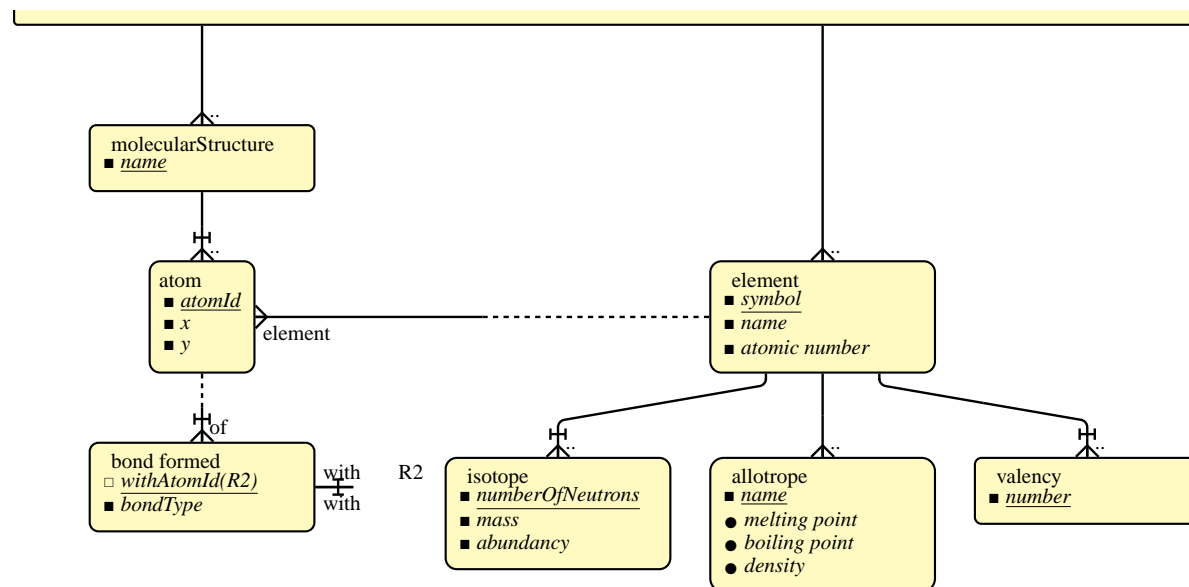 molecularStructure
name
atom
atomId
x
y
element
element
symbol
name
atomic number
of
bond formed
withAtomId(R2)
bondType
with
with
R2
isotope
numberOfNeutrons
mass
abundancy
allotrope
name
melting point
boiling point
density
valency
number